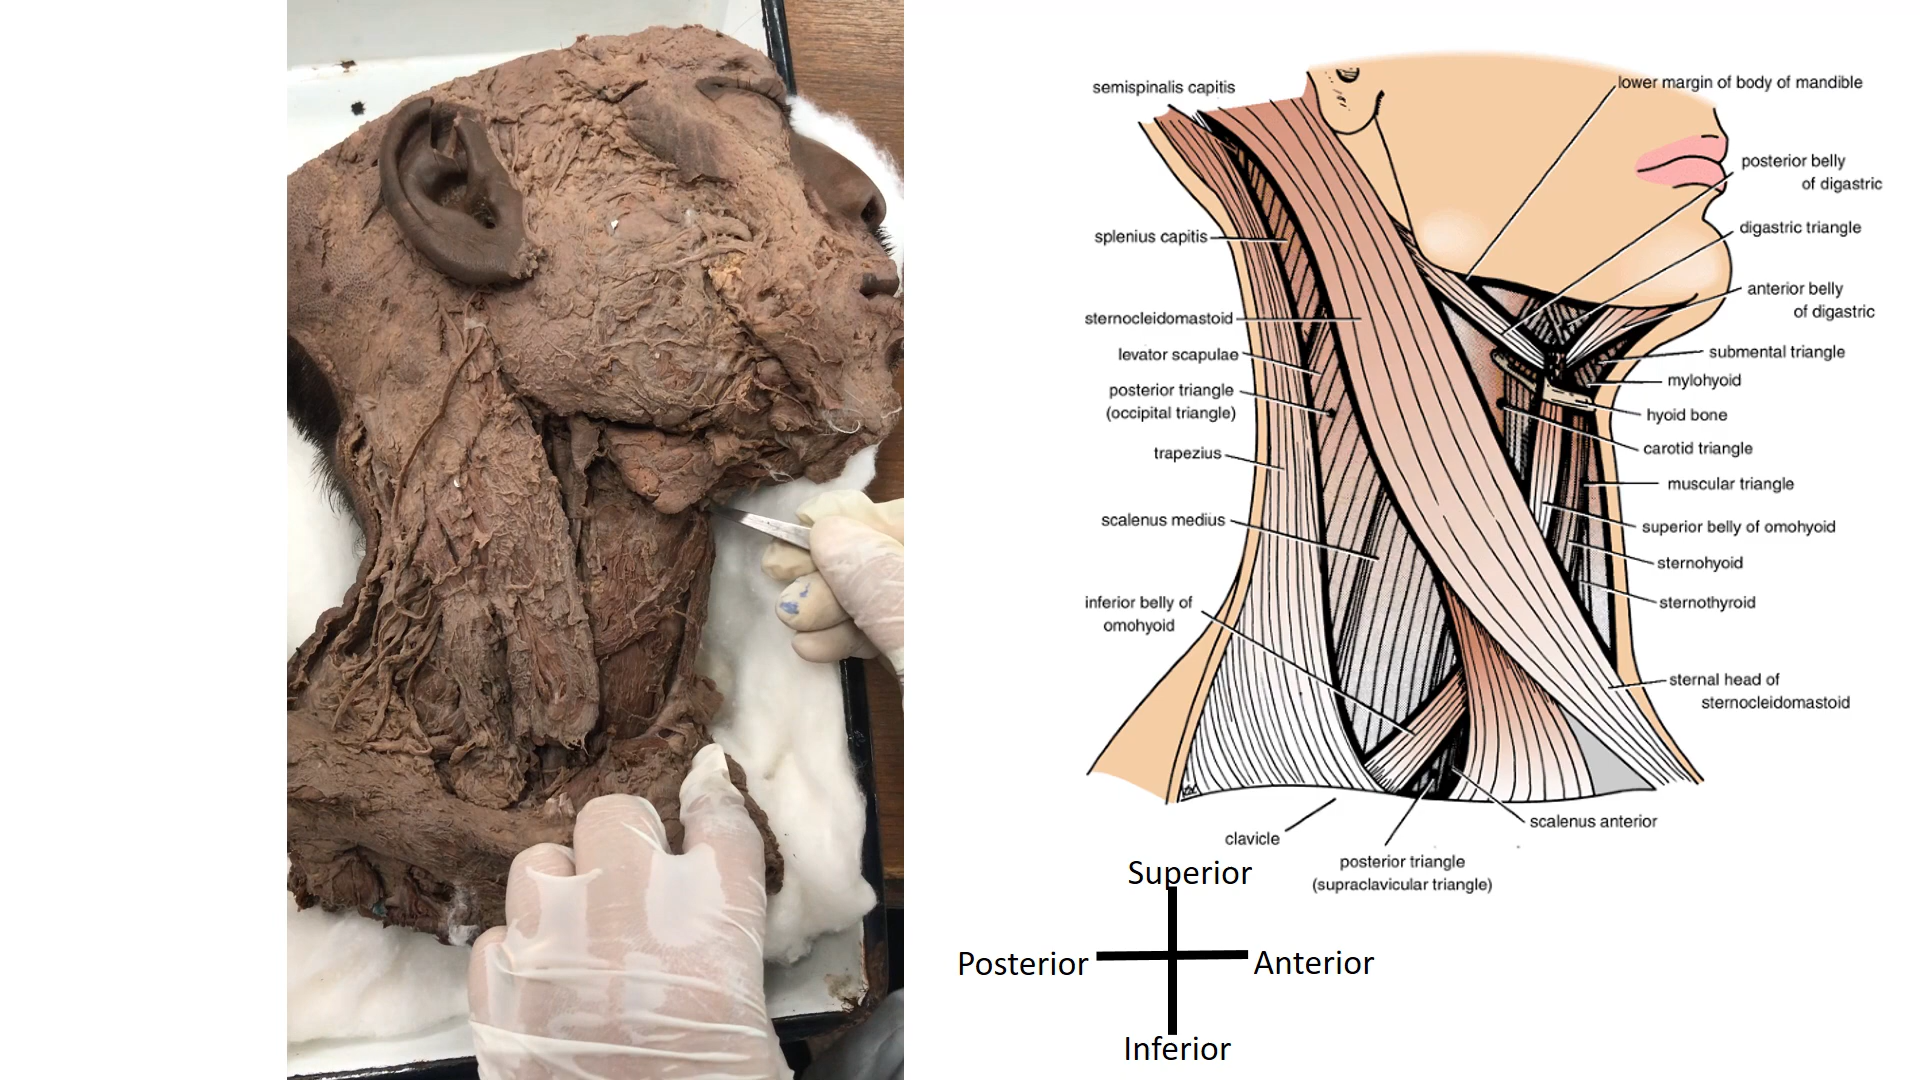 semispinalis capitis
splenius capitis
sternocleidomastoid
levator scapulae
posterior triangle
(occipital triangle)
trapezius
scalenus medius
inferior belly of
omohyoid
clavicle
posterior triangle
(supraclavicular triangle)
scalenus anterior
lower margin of body of mandible
posterior belly
of digastric
digastric triangle
anterior belly
of digastric
submental triangle
mylohyoid
hyoid bone
carotid triangle
muscular triangle
superior belly of omohyoid
sternohyoid
sternothyroid
sternal head of
sternocleidomastoid
Superior
Posterior
Anterior
Inferior